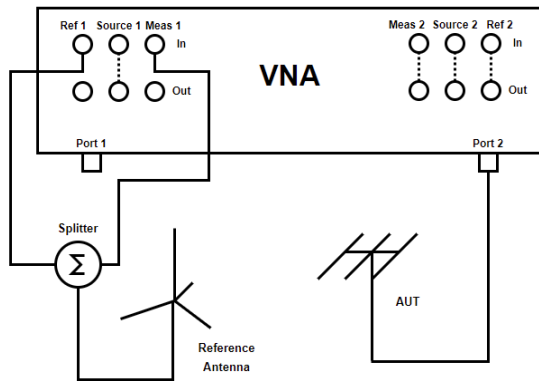 Ref 1 Source 1 Meas 1
Meas 2 Source 2 Ref 2
In
In
VNA
Out
Out
Port 1
Port 2
Splitter
Σ
AUT
Reference
Antenna